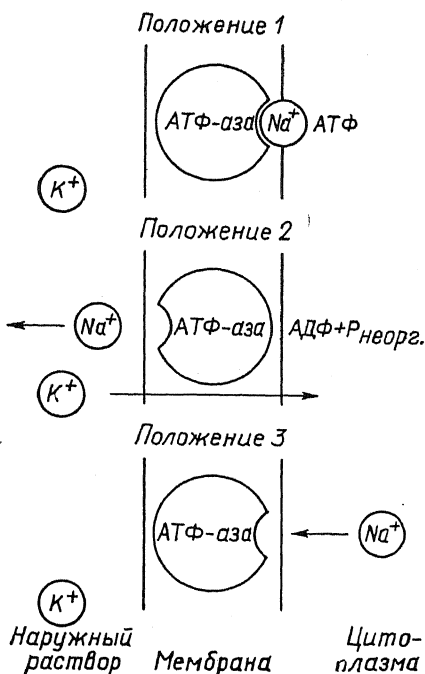 Положение 1
АТФ-аза Na⁺ АТФ
K⁺
Положение 2
Na⁺ АТФ-аза АДФ+Pнеорг.
K⁺
Положение 3
АТФ-аза Na⁺
K⁺
Наружный раствор
Мембрана
Цито-
плазма